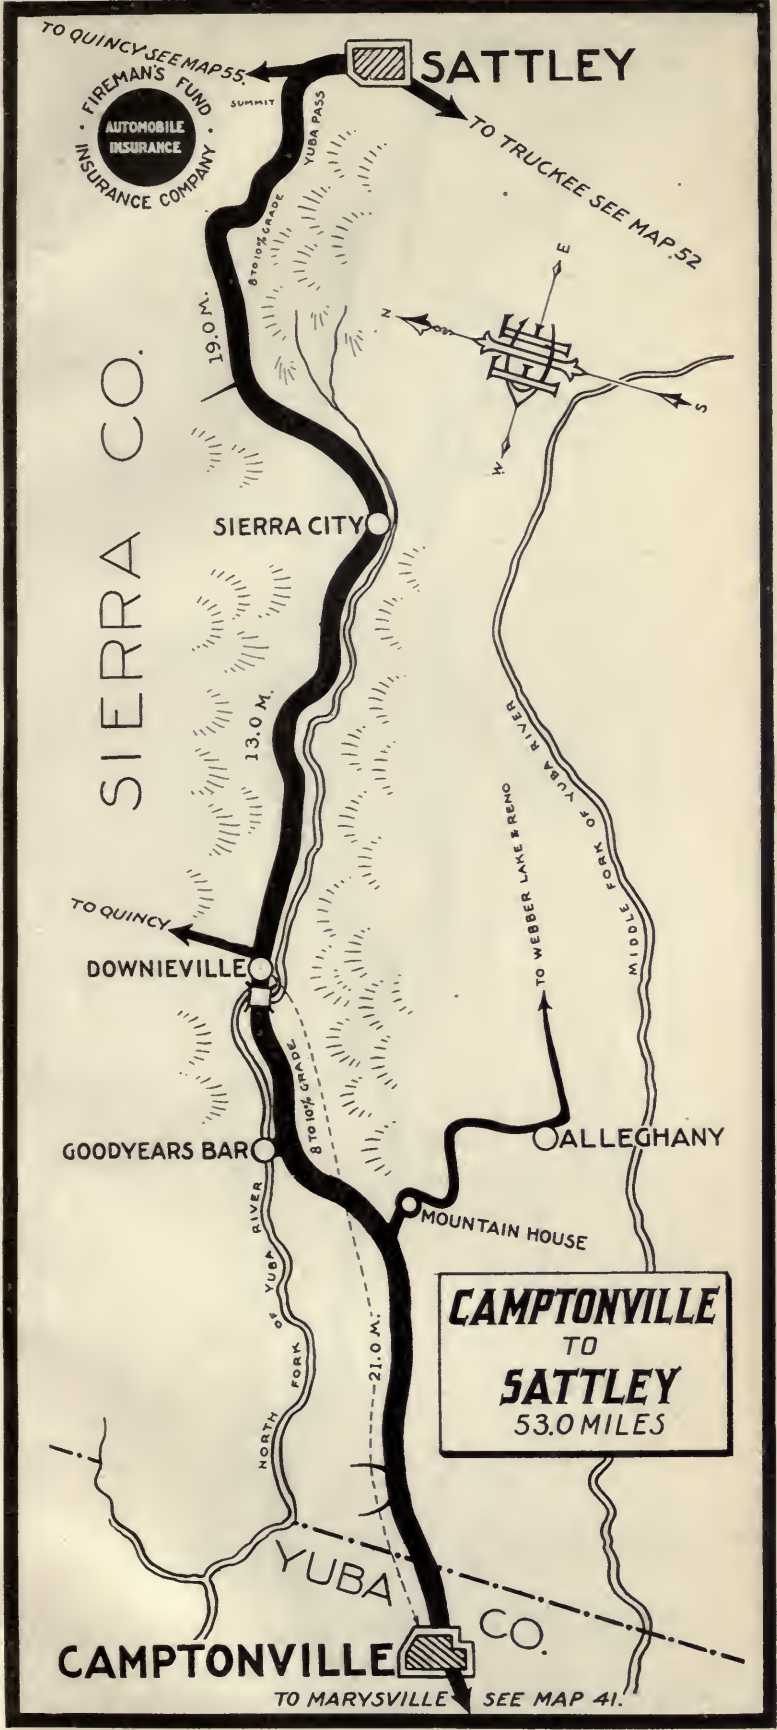 TO QUINCY SEE MAP 55.
SATTLEY
FIREMAN'S FUND
AUTOMOBILE
INSURANCE
INSURANCE COMPANY
SUMMIT
YUBA PASS
TO TRUCKEE SEE MAP 52
8 TO 10% GRADE
E
N
S
W
19.0 M.
SIERRA CO.
SIERRA CITY
13.0 M.
MIDDLE FORK OF YUBA RIVER
TO WEBBER LAKE & RENO
TO QUINCY
DOWNIEVILLE
8 TO 10% GRADE
GOODYEARS BAR
ALLEGHANY
MOUNTAIN HOUSE
NORTH FORK OF YUBA RIVER
21.0 M.
CAMPTONVILLE
TO
SATTLEY
53.0 MILES
YUBA CO.
CAMPTONVILLE
TO MARYSVILLE SEE MAP 41.